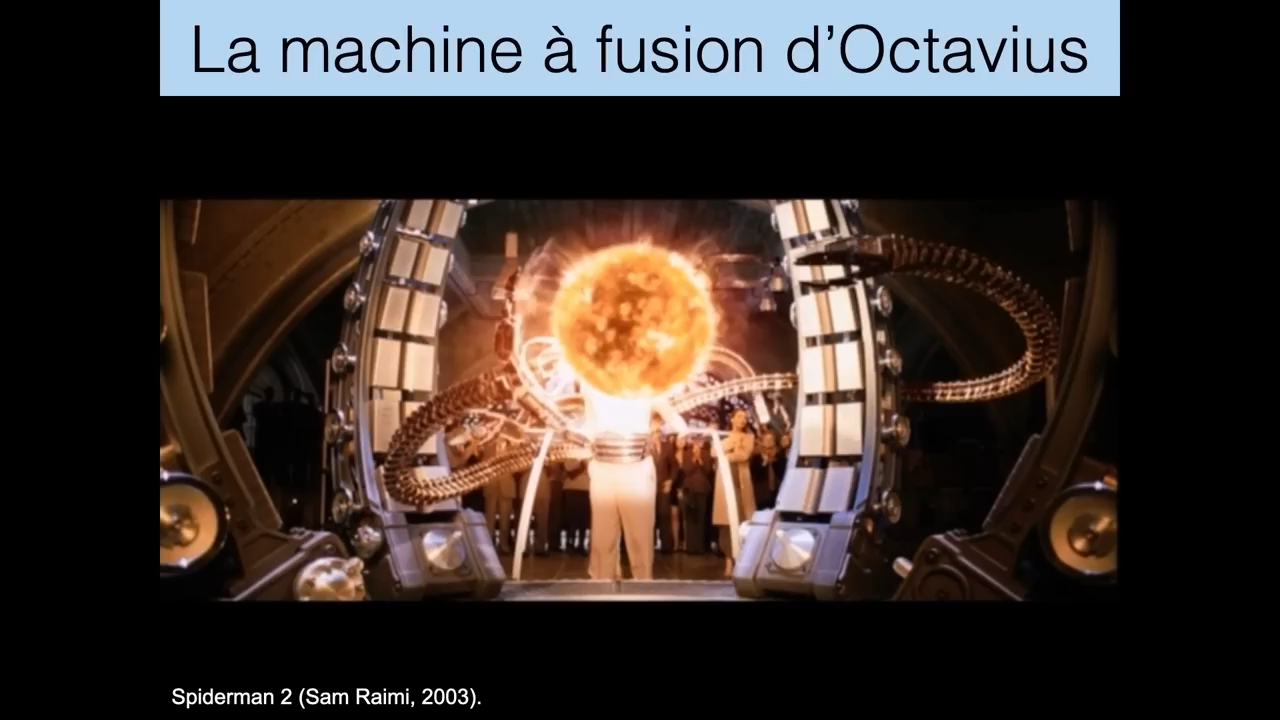 La machine à fusion d’Octavius
Spiderman 2 (Sam Raimi, 2003).